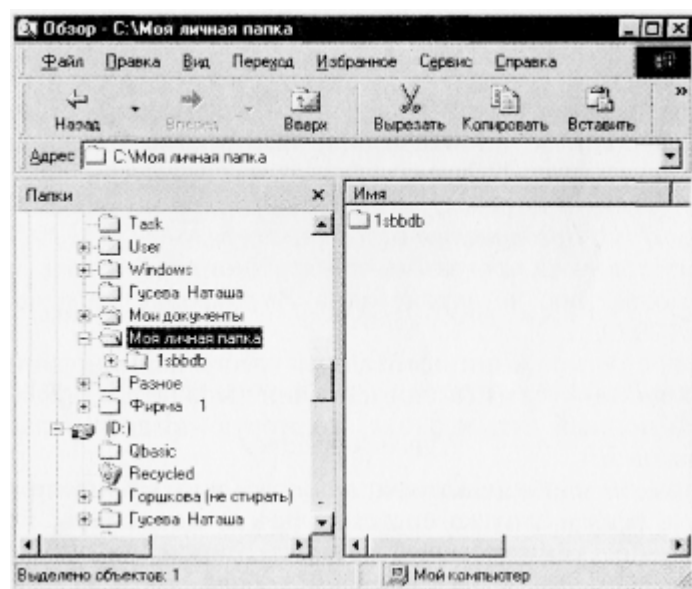 Обзор - C:\Моя личная папка
Файл Правка Вид Переход Избранное Сервис Справка
Назад Вперед Вверх Вырезать Копировать Вставить »
Адрес C:\Моя личная папка
Папки
Имя
Task
User
Windows
Гусева Наташа
Мои документы
Моя личная папка
1sbbdb
Разное
Фирма 1
(D:)
Qbasic
Recycled
Горшкова (не стирать)
Гусева Наташа
1sbbdb
Выделено объектов: 1
Мой компьютер